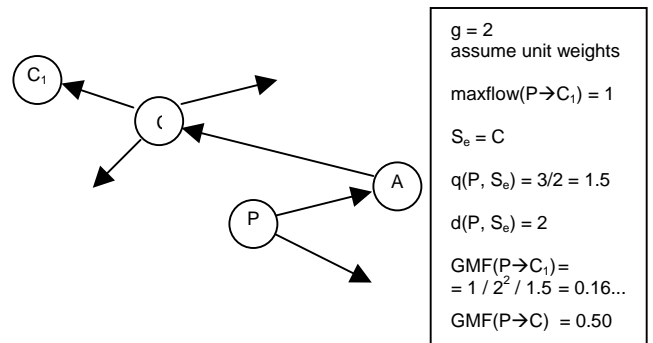 C₁
A
P
g = 2
assume unit weights
maxflow(P→C₁) = 1
Sₑ = C
q(P, Sₑ) = 3/2 = 1.5
d(P, Sₑ) = 2
GMF(P→C₁)=
= 1 / 2² / 1.5 = 0.16...
GMF(P→C) = 0.50